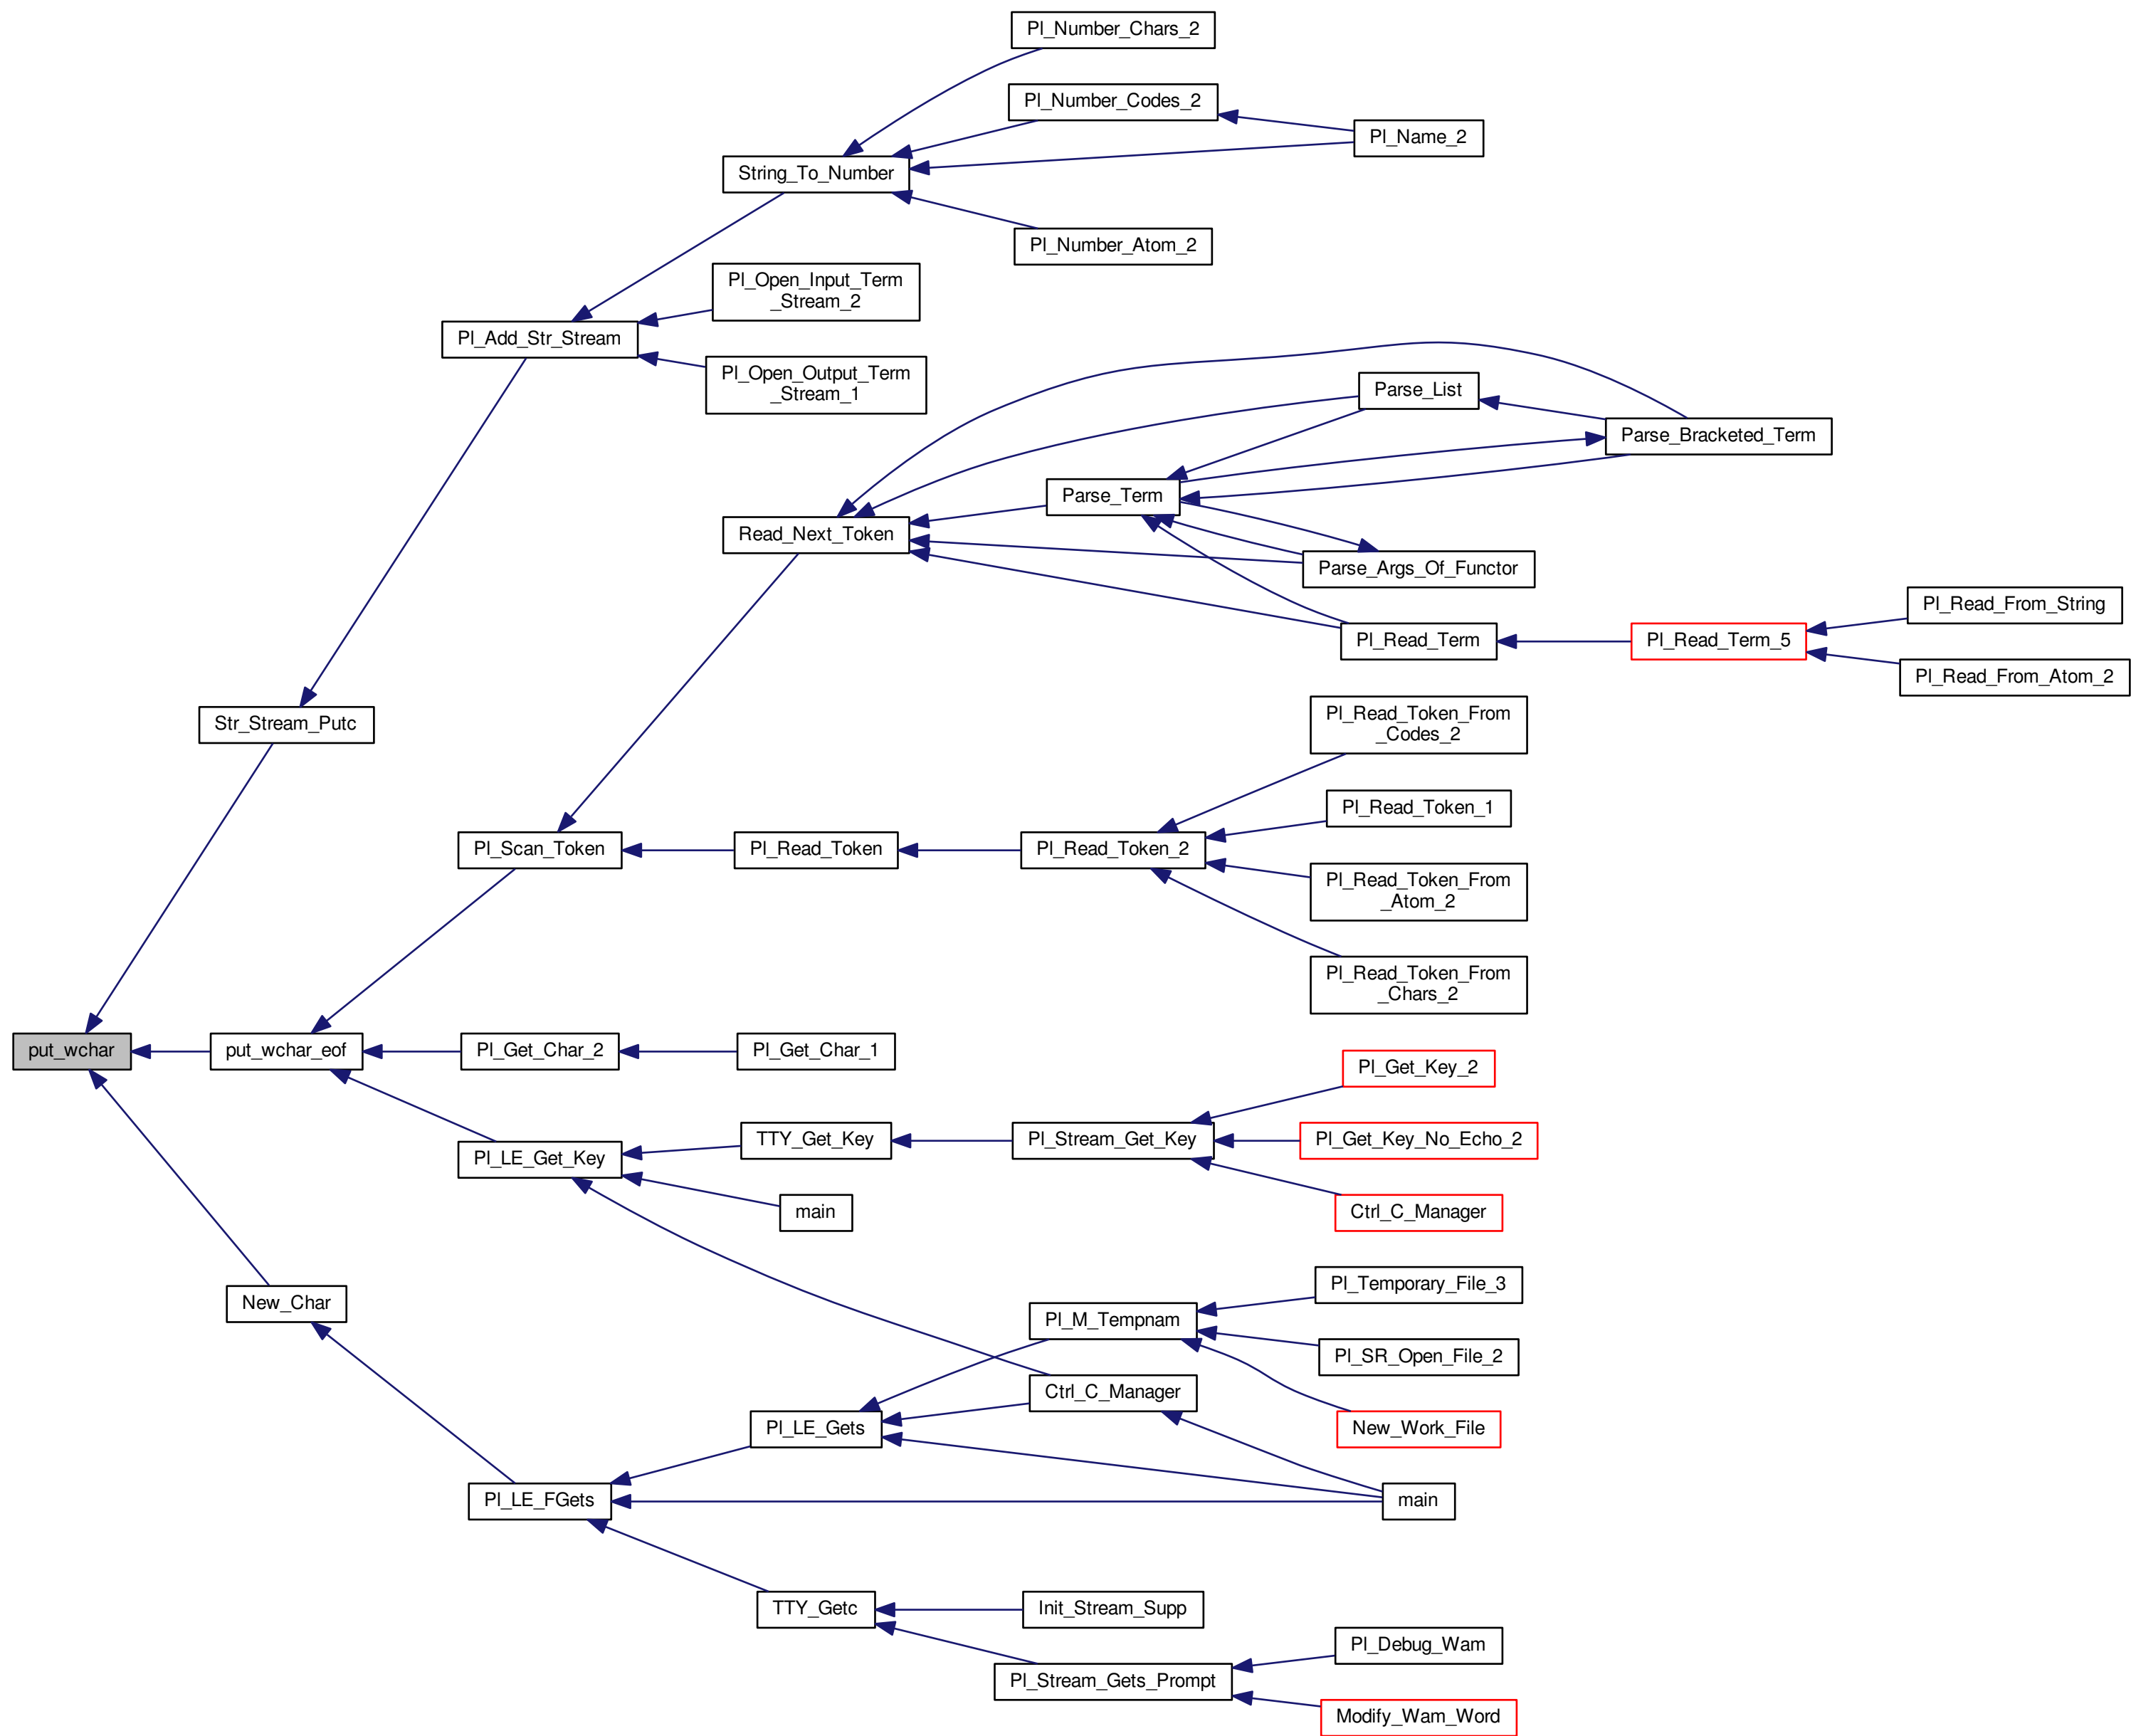 Pl_Number_Chars_2
Pl_Number_Codes_2
Pl_Name_2
String_To_Number
Pl_Number_Atom_2
Pl_Open_Input_Term
_Stream_2
Pl_Add_Str_Stream
Pl_Open_Output_Term
_Stream_1
Parse_List
Parse_Bracketed_Term
Parse_Term
Read_Next_Token
Parse_Args_Of_Functor
Pl_Read_From_String
Pl_Read_Term
Pl_Read_Term_5
Pl_Read_From_Atom_2
Str_Stream_Putc
Pl_Read_Token_From
_Codes_2
Pl_Read_Token_1
Pl_Scan_Token
Pl_Read_Token
Pl_Read_Token_2
Pl_Read_Token_From
_Atom_2
Pl_Read_Token_From
_Chars_2
put_wchar
put_wchar_eof
Pl_Get_Char_2
Pl_Get_Char_1
Pl_Get_Key_2
TTY_Get_Key
Pl_Stream_Get_Key
Pl_Get_Key_No_Echo_2
Pl_LE_Get_Key
main
Ctrl_C_Manager
Pl_Temporary_File_3
New_Char
Pl_M_Tempnam
Pl_SR_Open_File_2
Ctrl_C_Manager
Pl_LE_Gets
New_Work_File
Pl_LE_FGets
main
TTY_Getc
Init_Stream_Supp
Pl_Debug_Wam
Pl_Stream_Gets_Prompt
Modify_Wam_Word